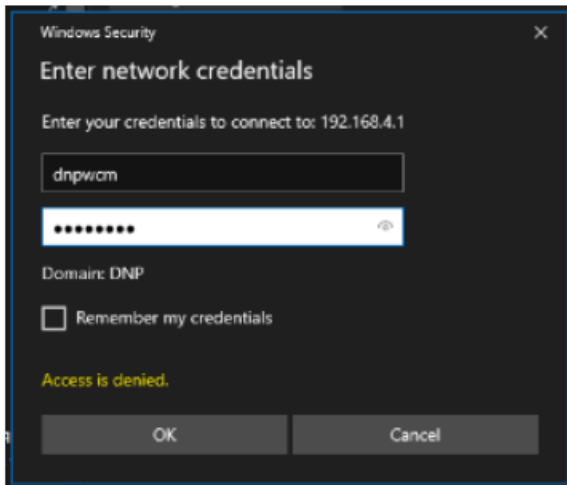 Windows Security
Enter network credentials
Enter your credentials to connect to: 192.168.4.1
dnpwcm
••••••••
Domain: DNP
Remember my credentials
Access is denied.
OK
Cancel